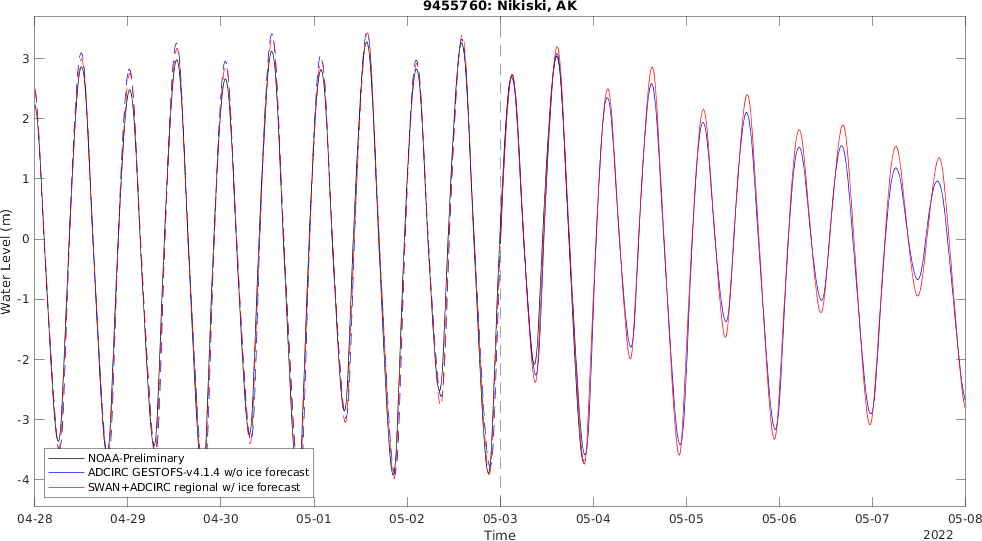 9455760: Nikiski, AK
Water Level (m)
3
2
1
0
-1
-2
-3
-4
NOAA-Preliminary
ADCIRC GESTOFS-v4.1.4 w/o ice forecast
SWAN+ADCIRC regional w/ ice forecast
04-28 04-29 04-30 05-01 05-02 05-03 05-04 05-05 05-06 05-07 05-08
Time
2022